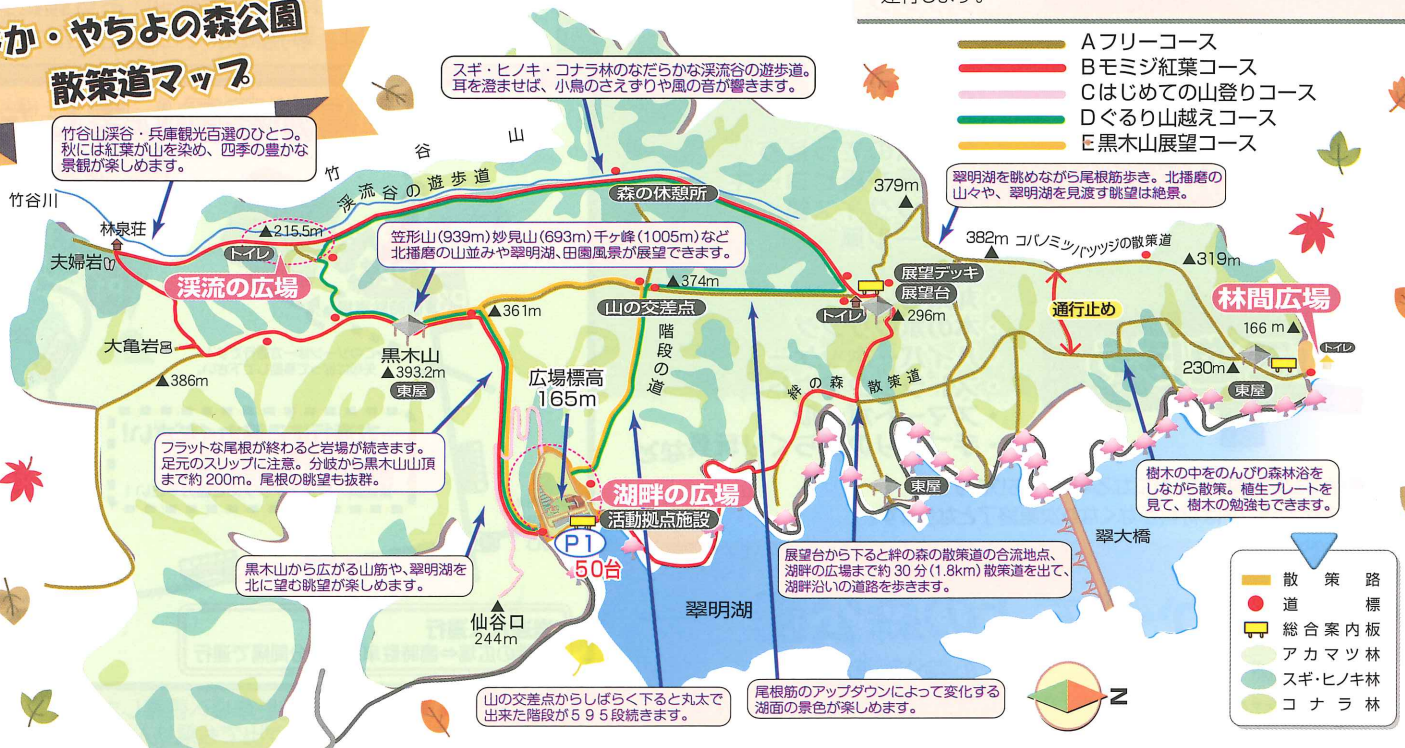 か・やちよの森公園
散策道マップ
Aフリーコース
Bモミジ紅葉コース
Cはじめての山登りコース
Dぐるり山越えコース
E黒木山展望コース
スギ・ヒノキ・コナラ林のなだらかな渓流谷の遊歩道。
耳を澄ませば、小鳥のさえずりや風の音が響きます。
竹谷山渓谷・兵庫観光百選のひとつ。
秋には紅葉が山を染め、四季の豊かな
景観が楽しめます。
竹谷山
渓流谷の遊歩道
竹谷川
林泉荘
夫婦岩
215.5m
トイレ
渓流の広場
森の休憩所
379m
翠明湖を眺めながら尾根筋歩き。北播磨の
山々や、翠明湖を見渡す眺望は絶景。
笠形山(939m)妙見山(693m)千ヶ峰(1005m)など
北播磨の山並みや翠明湖、田園風景が展望できます。
382m
コバノミツバツツジの散策道
319m
展望デッキ
展望台
トイレ
296m
374m
山の交差点
361m
通行止め
林間広場
166m
トイレ
230m
東屋
大亀岩
386m
黒木山
393.2m
東屋
階段の道
広場標高
165m
絆の森 散策道
東屋
フラットな尾根が終わると岩場が続きます。
足元のスリップに注意。分岐から黒木山山頂
まで約200m。尾根の眺望も抜群。
湖畔の広場
活動拠点施設
P1
50台
樹木の中をのんびり森林浴を
しながら散策。植生プレートを
見て、樹木の勉強もできます。
翠大橋
黒木山から広がる山筋や、翠明湖を
北に望む眺望が楽しめます。
展望台から下ると絆の森の散策道の合流地点、
湖畔の広場まで約30分(1.8km)散策道を出て、
湖畔沿いの道路を歩きます。
仙谷口
244m
翠明湖
山の交差点からしばらく下ると丸太で
出来た階段が595段続きます。
尾根筋のアップダウンによって変化する
湖面の景色が楽しめます。
N
散策路
道標
総合案内板
アカマツ林
スギ・ヒノキ林
コナラ林